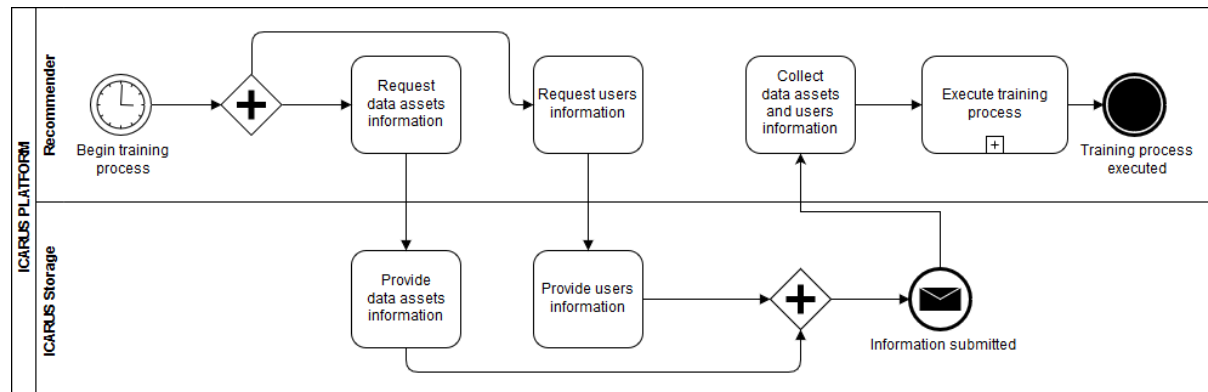 ICARUS PLATFORM
Recommender
Begin training
process
Request
data assets
information
Request users
information
Collect
data assets
and users
information
Execute training
process
Training process
executed
ICARUS Storage
Provide
data assets
information
Provide users
information
Information submitted